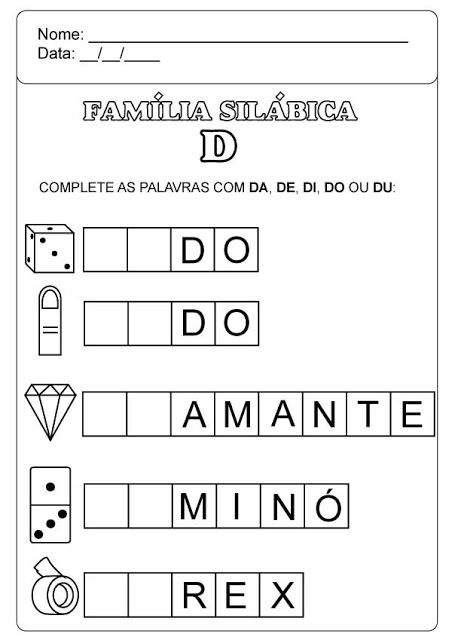 Nome: ___________________________________
Data: __/__/____
FAMÍLIA SILÁBICA
D
COMPLETE AS PALAVRAS COM DA, DE, DI, DO OU DU:
DO
DO
AMANTE
MINÓ
REX